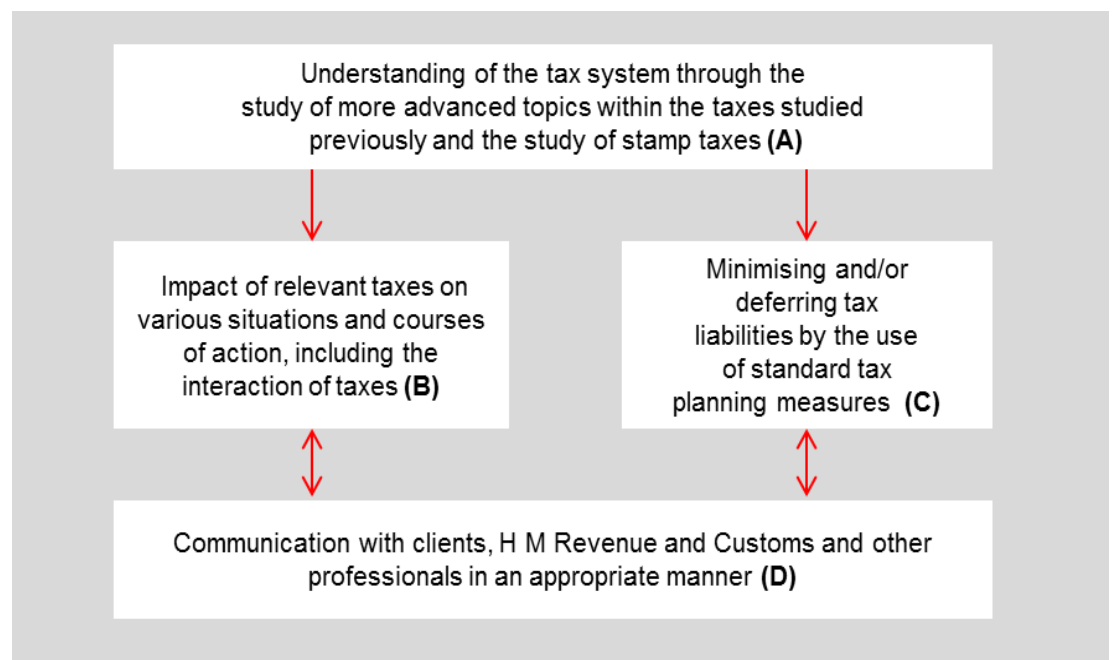 Understanding of the tax system through the
study of more advanced topics within the taxes studied
previously and the study of stamp taxes (A)
Impact of relevant taxes on
various situations and courses
of action, including the
interaction of taxes (B)
Minimising and/or
deferring tax
liabilities by the use
of standard tax
planning measures (C)
Communication with clients, H M Revenue and Customs and other
professionals in an appropriate manner (D)